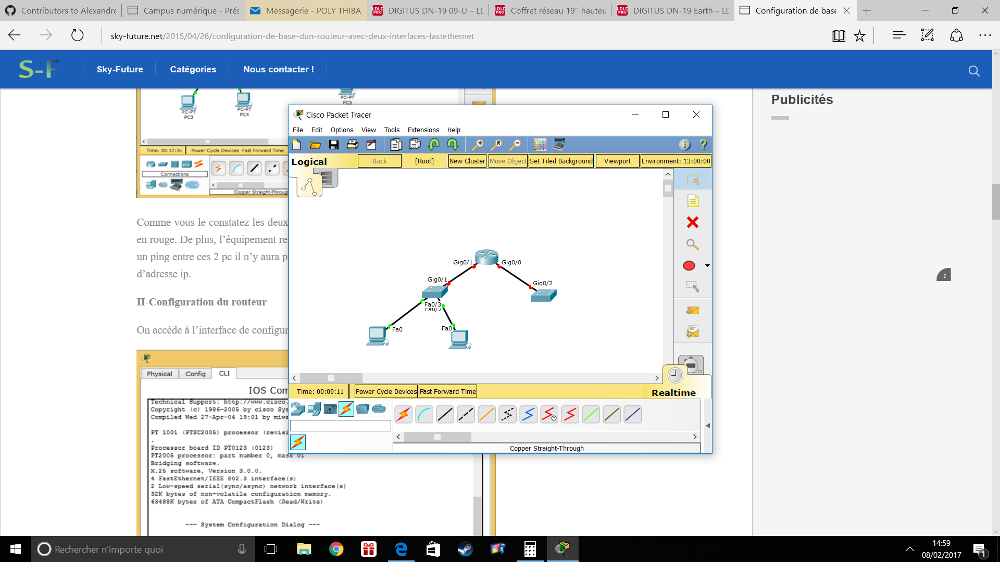 Contributors to Alexandre
Campus numérique - Prés
Messagerie - POLY THIBA
DIGITUS DN-19 09-U – LD
Coffret réseau 19'' hauteu
DIGITUS DN-19 Earth – LD
Configuration de base
sky-future.net/2015/04/26/configuration-de-base-dun-routeur-avec-deux-interfaces-fastethernet
S-F
Sky-Future
Catégories
Nous contacter !
PC-PT
PC3
PC-PT
PC4
PC-PT
PC5
Time: 00:37:36
Power Cycle Devices Fast Forward Time
Connections
Copper Straight-Throug
Publicités
Comme vous le constatez les deux
en rouge. De plus, l’équipement re
un ping entre ces 2 pc il n’y aura p
d’adresse ip.
II-Configuration du routeur
On accède à l’interface de configur
Physical
Config
CLI
IOS Com
Technical Support: http://www.cisco.
Copyright (c) 1986-2005 by cisco Sys
Compiled Wed 27-Apr-04 19:01 by miwa
PT 1001 (PTSC2005) processor (revisi
.
Processor board ID PT0123 (0123)
PT2005 processor: part number 0, mask 01
Bridging software.
X.25 software, Version 3.0.0.
4 FastEthernet/IEEE 802.3 interface(s)
2 Low-speed serial(sync/async) network interface(s)
32K bytes of non-volatile configuration memory.
63488K bytes of ATA CompactFlash (Read/Write)
--- System Configuration Dialog ---
Cisco Packet Tracer
File Edit Options View Tools Extensions Help
Logical
Back
[Root]
New Cluster
Move Object
Set Tiled Background
Viewport
Environment: 13:00:00
Gig0/1
Gig0/0
Gig0/1
Gig0/2
Fa0/3
Fa0/2
Fa0
Fa0
Time: 00:09:11
Power Cycle Devices
Fast Forward Time
Realtime
Copper Straight-Through
Rechercher n’importe quoi
14:59
08/02/2017
1